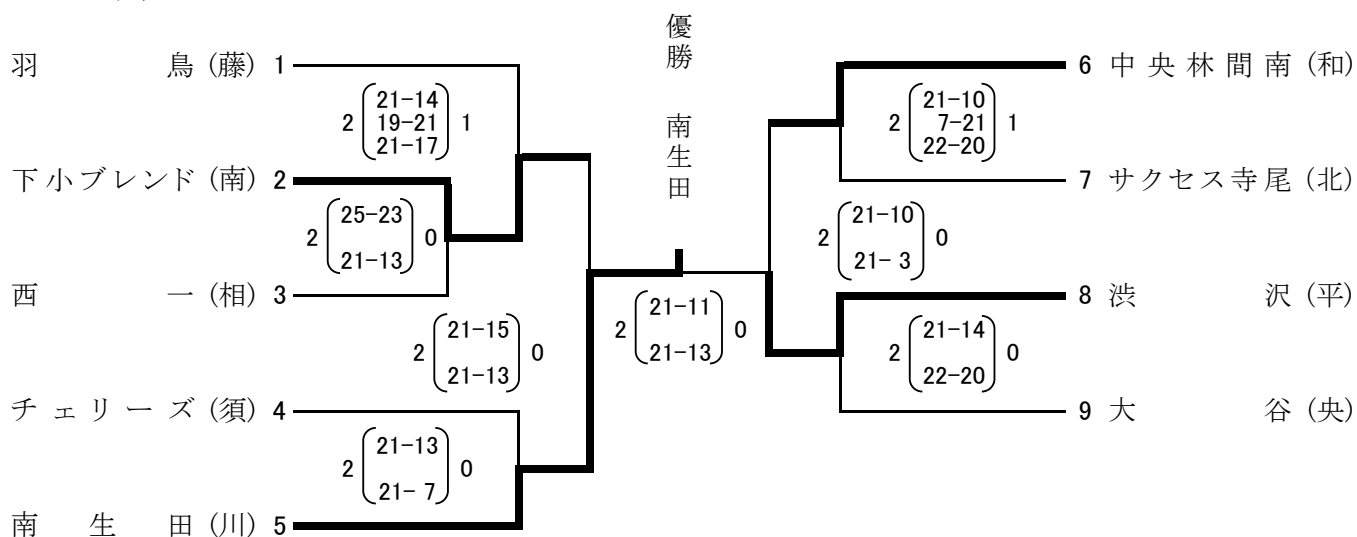 優勝 南生田
羽鳥 (藤) 1
2 21-14 1
19-21
21-17
下小ブレンド (南) 2
2 25-23 0
21-13
西一 (相) 3
2 21-15 0
21-13
チェリーズ (須) 4
2 21-13 0
21- 7
南生田 (川) 5
2 21-11 0
21-13
6 中央林間南 (和)
2 21-10 1
7-21
22-20
7 サクセス寺尾 (北)
2 21-10 0
21- 3
8 渋沢 (平)
2 21-14 0
22-20
9 大谷 (央)